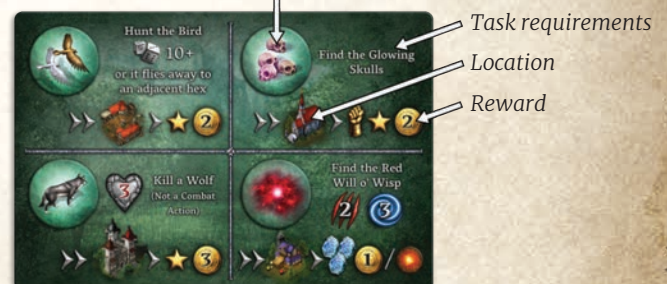 Hunt the Bird
10+
or it flies away to
an adjacent hex
2
Find the Glowing
Skulls
2
Task requirements
Location
Reward
3
Kill a Wolf
(Not a Combat
Action)
3
Find the Red
Will o' Wisp
2
3
1
/